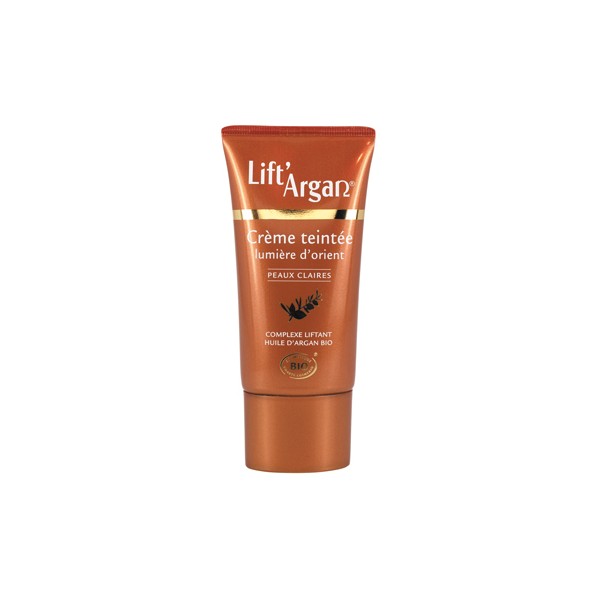 Lift'
Argan®
Crème teintée
lumière d'orient
PEAUX CLAIRES
COMPLEXE LIFTANT
HUILE D'ARGAN BIO
BIO